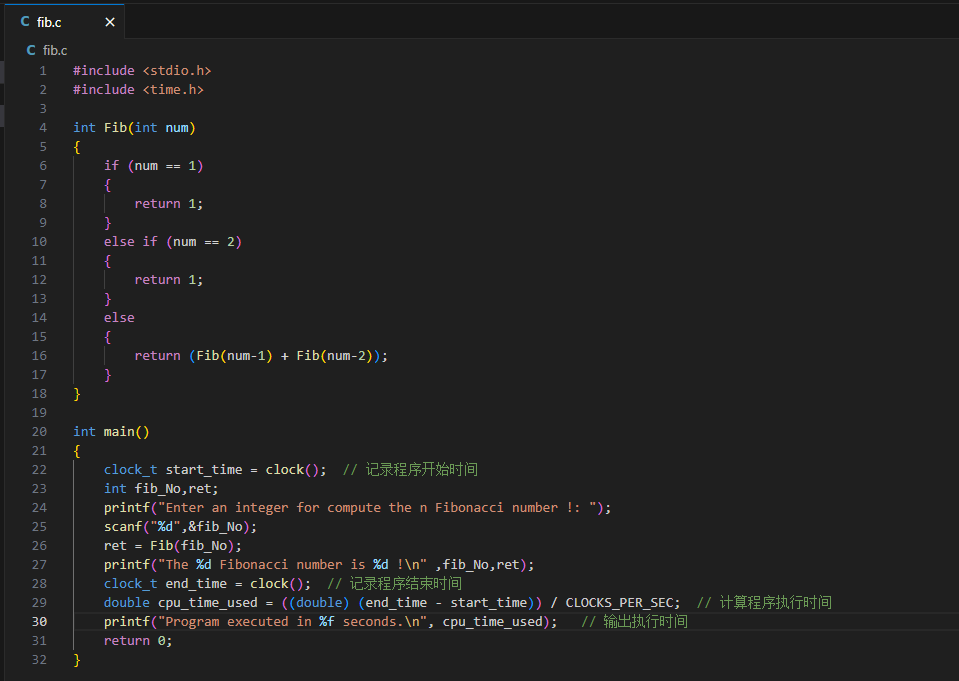 C fib.c ×
C fib.c
1 #include <stdio.h>
2 #include <time.h>
3
4 int Fib(int num)
5 {
6     if (num == 1)
7     {
8         return 1;
9     }
10     else if (num == 2)
11     {
12         return 1;
13     }
14     else
15     {
16         return (Fib(num-1) + Fib(num-2));
17     }
18 }
19
20 int main()
21 {
22     clock_t start_time = clock();  // 记录程序开始时间
23     int fib_No,ret;
24     printf("Enter an integer for compute the n Fibonacci number !: ");
25     scanf("%d",&fib_No);
26     ret = Fib(fib_No);
27     printf("The %d Fibonacci number is %d !\n" ,fib_No,ret);
28     clock_t end_time = clock();  // 记录程序结束时间
29     double cpu_time_used = ((double) (end_time - start_time)) / CLOCKS_PER_SEC;  // 计算程序执行时间
30     printf("Program executed in %f seconds.\n", cpu_time_used);   // 输出执行时间
31     return 0;
32 }